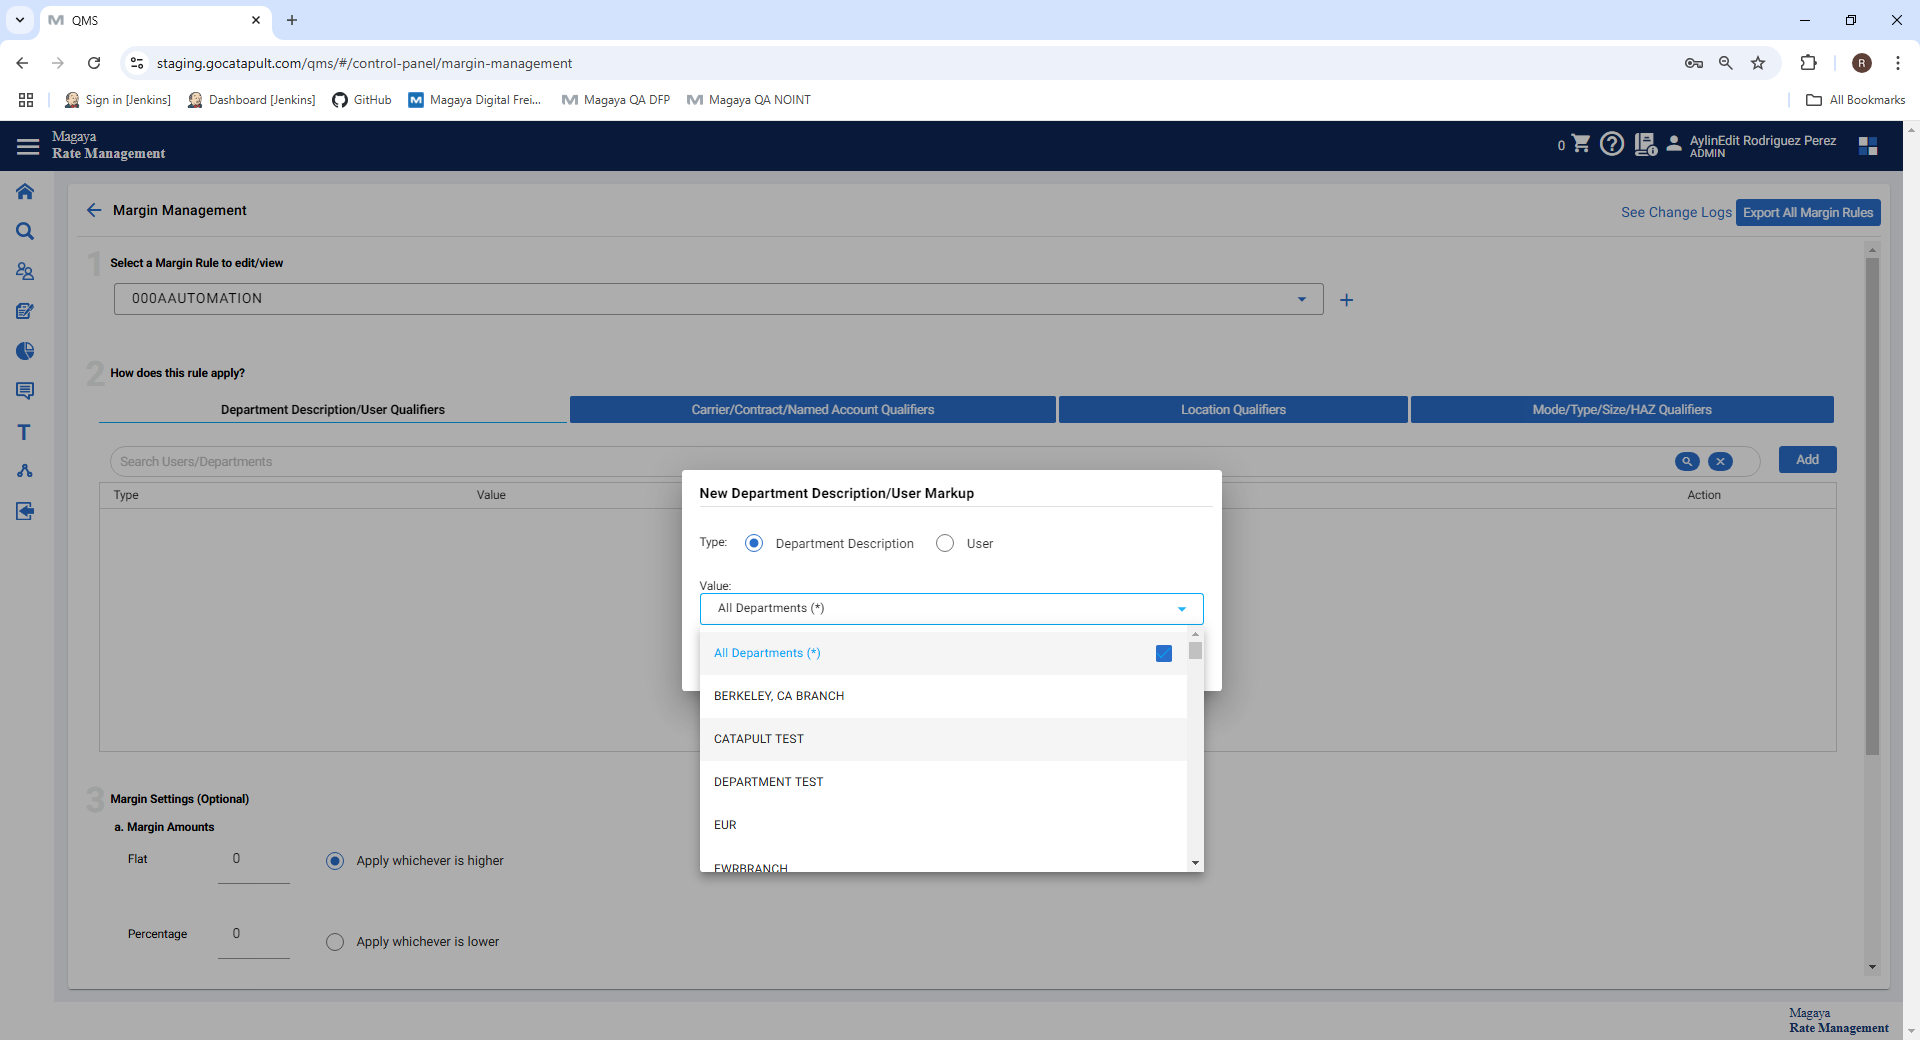 QMS
staging.gocatapult.com/qms/#/control-panel/margin-management
R
Sign in [Jenkins]
Dashboard [Jenkins]
GitHub
Magaya Digital Frei...
Magaya QA DFP
Magaya QA NOINT
All Bookmarks
Magaya
Rate Management
0
AylinEdit Rodriguez Perez
ADMIN
Margin Management
See Change Logs
Export All Margin Rules
1
Select a Margin Rule to edit/view
000AAUTOMATION
2
How does this rule apply?
Department Description/User Qualifiers
Carrier/Contract/Named Account Qualifiers
Location Qualifiers
Mode/Type/Size/HAZ Qualifiers
Search Users/Departments
Add
Type
Value
Action
New Department Description/User Markup
Type:
Department Description
User
Value:
All Departments (*)
All Departments (*)
BERKELEY, CA BRANCH
CATAPULT TEST
DEPARTMENT TEST
EUR
EWRBRANCH
3
Margin Settings (Optional)
a. Margin Amounts
Flat
0
Apply whichever is higher
Percentage
0
Apply whichever is lower
Magaya
Rate Management